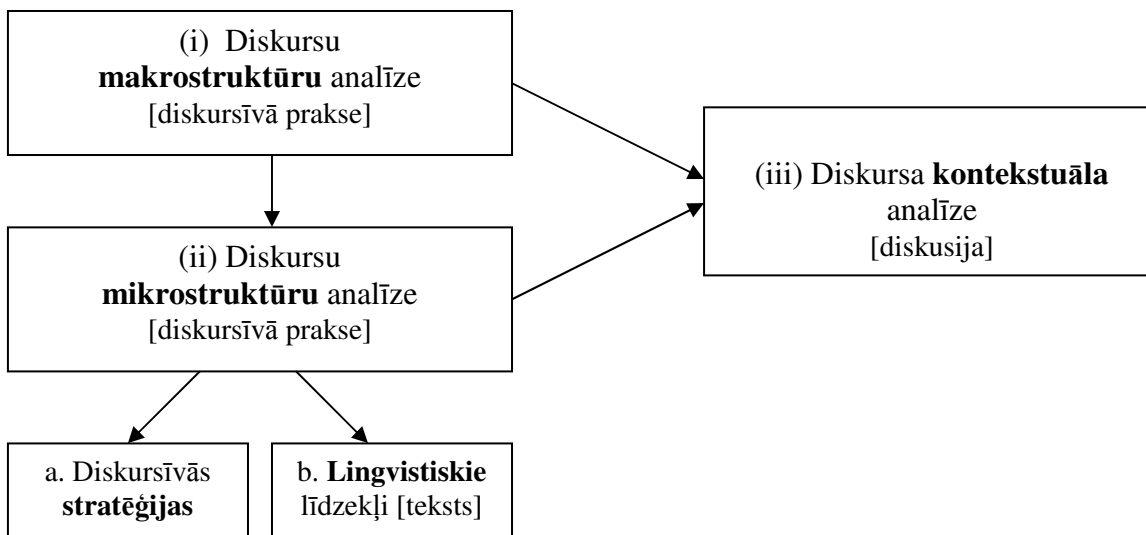 (i) Diskursu
makrostruktūru analīze
[diskursīvā prakse]
(ii) Diskursu
mikrostruktūru analīze
[diskursīvā prakse]
(iii) Diskursa kontekstuāla
analīze
[diskusija]
a. Diskursīvās
stratēģijas
b. Lingvistiskie
līdzekļi [teksts]